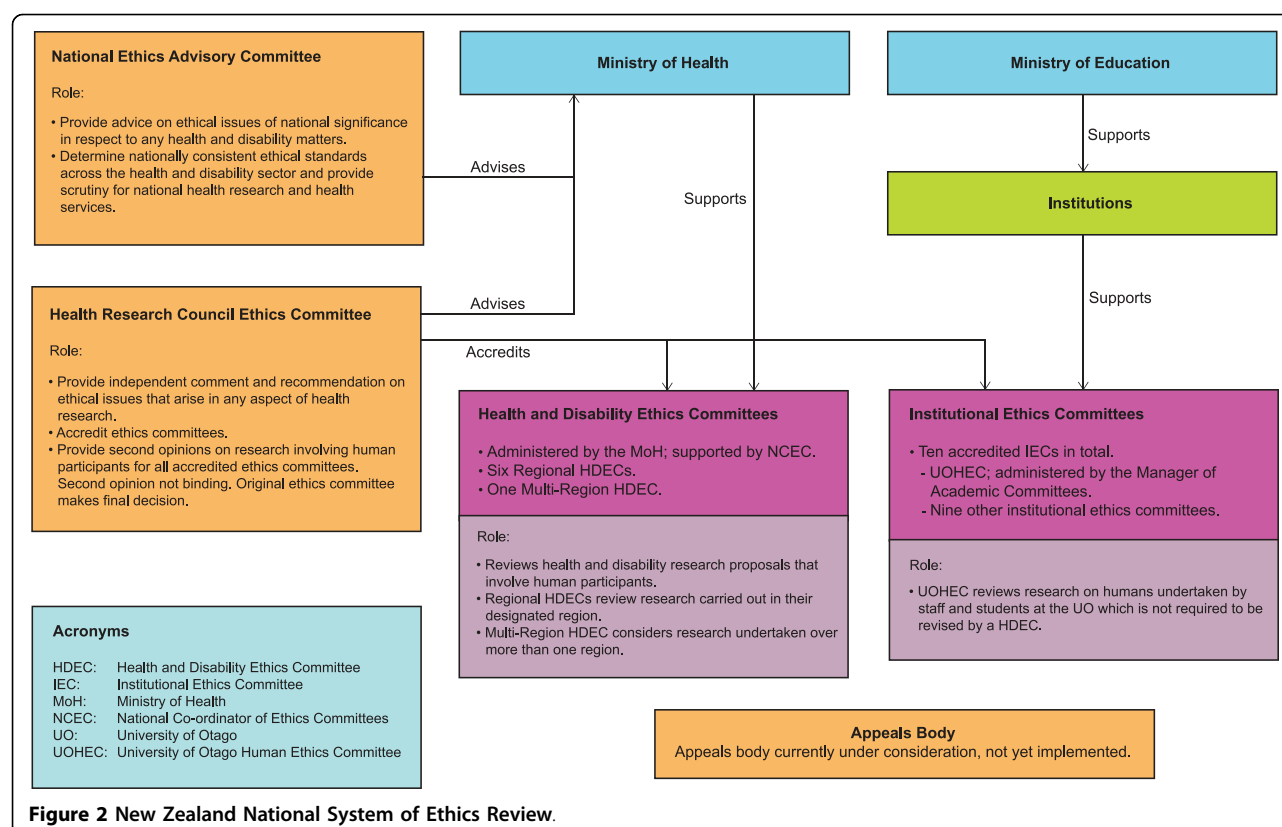 National Ethics Advisory Committee
Role:
• Provide advice on ethical issues of national significance
in respect to any health and disability matters.
• Determine nationally consistent ethical standards
across the health and disability sector and provide
scrutiny for national health research and health
services.
Ministry of Health
Ministry of Education
Advises
Supports
Supports
Institutions
Health Research Council Ethics Committee
Role:
• Provide independent comment and recommendation on
ethical issues that arise in any aspect of health
research.
• Accredit ethics committees.
• Provide second opinions on research involving human
participants for all accredited ethics committees.
Second opinion not binding. Original ethics committee
makes final decision.
Advises
Accredits
Supports
Health and Disability Ethics Committees
• Administered by the MoH; supported by NCEC.
• Six Regional HDECs.
• One Multi-Region HDEC.
Role:
• Reviews health and disability research proposals that
involve human participants.
• Regional HDECs review research carried out in their
designated region.
• Multi-Region HDEC considers research undertaken over
more than one region.
Institutional Ethics Committees
• Ten accredited IECs in total.
- UOHEC; administered by the Manager of
Academic Committees.
- Nine other institutional ethics committees.
Role:
• UOHEC reviews research on humans undertaken by
staff and students at the UO which is not required to be
revised by a HDEC.
Acronyms
HDEC: Health and Disability Ethics Committee
IEC: Institutional Ethics Committee
MoH: Ministry of Health
NCEC: National Co-ordinator of Ethics Committees
UO: University of Otago
UOHEC: University of Otago Human Ethics Committee
Appeals Body
Appeals body currently under consideration, not yet implemented.
Figure 2 New Zealand National System of Ethics Review.